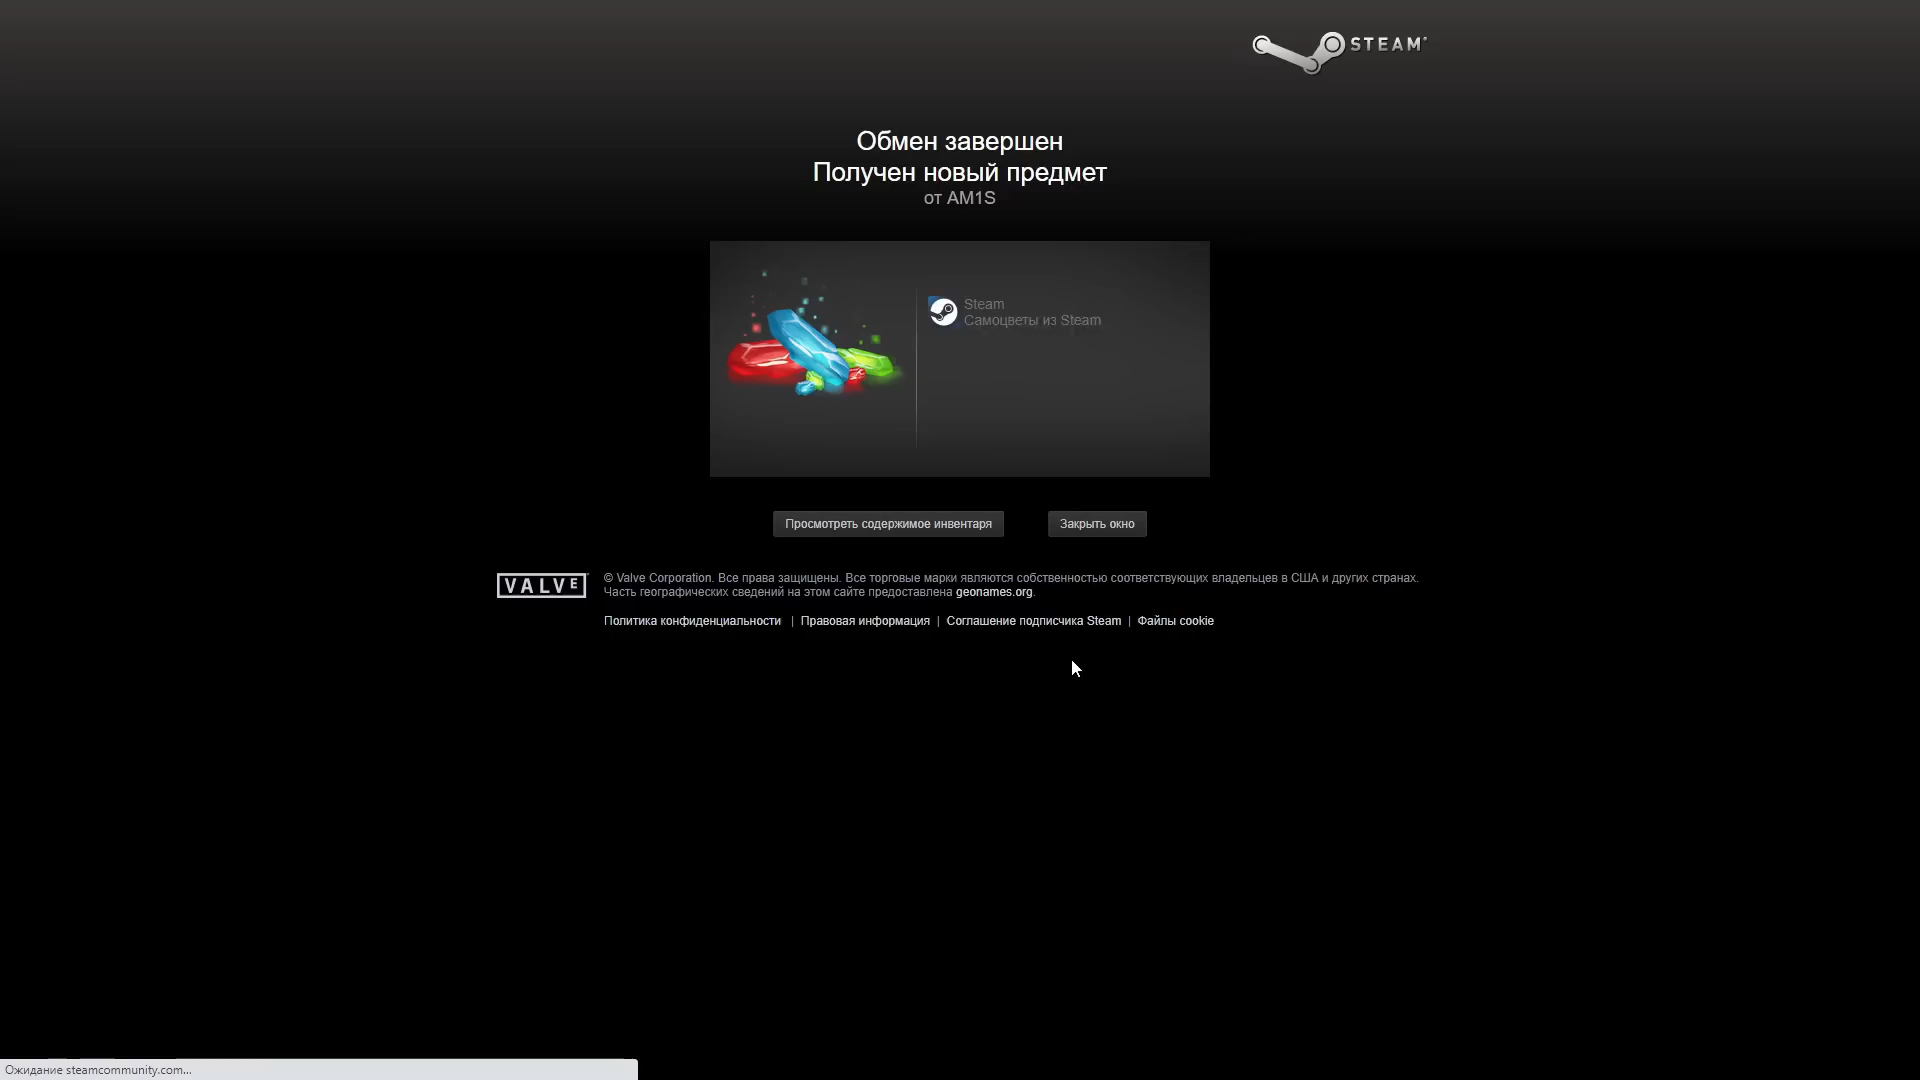 STEAM
Обмен завершен
Получен новый предмет
от AM1S
Steam
Самоцветы из Steam
Просмотреть содержимое инвентаря
Закрыть окно
VALVE
© Valve Corporation. Все права защищены. Все торговые марки являются собственностью соответствующих владельцев в США и других странах.
Часть географических сведений на этом сайте предоставлена geonames.org.
Политика конфиденциальности | Правовая информация | Соглашение подписчика Steam | Файлы cookie
Ожидание steamcommunity.com...